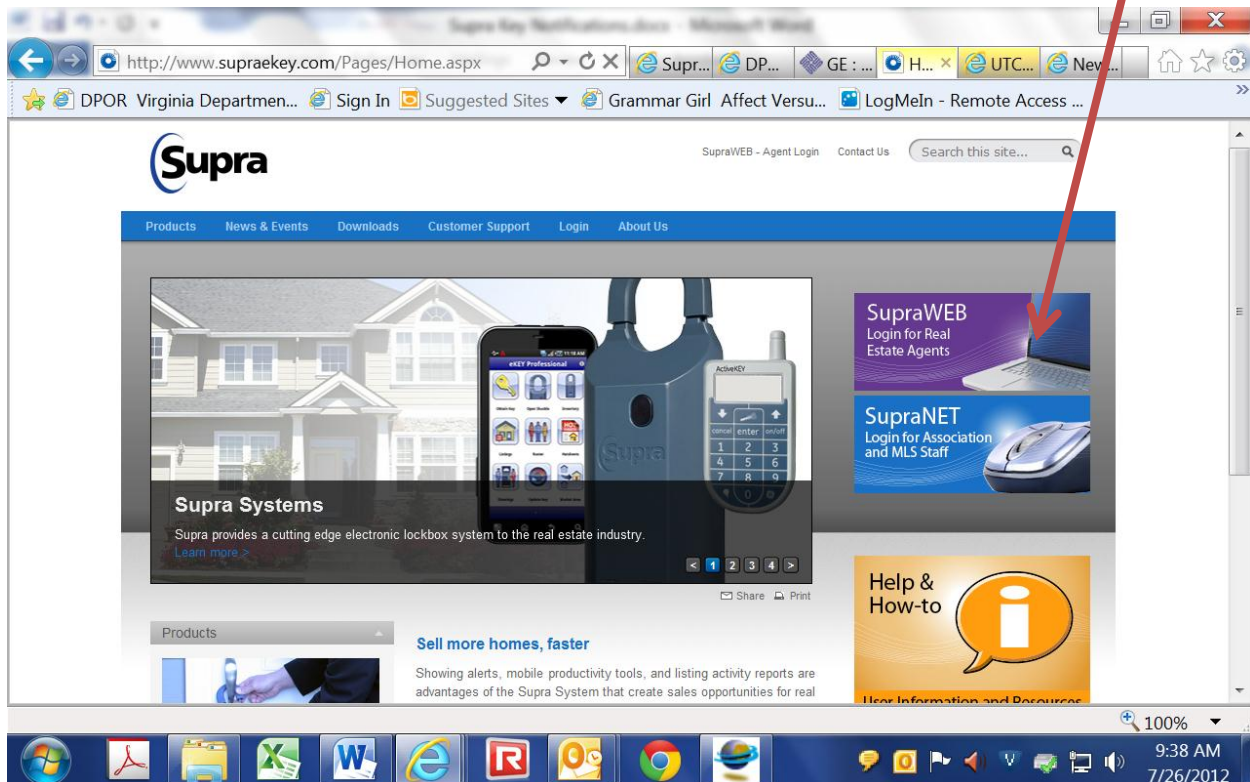 Supra Key Notifications.docx - Microsoft Word
http://www.supraekey.com/Pages/Home.aspx
Supr...
DP...
GE : ...
H...
UTC...
New...
DPOR Virginia Departmen...
Sign In
Suggested Sites
Grammar Girl Affect Versu...
LogMeIn - Remote Access ...
Supra
SupraWEB - Agent Login
Contact Us
Search this site...
Products
News & Events
Downloads
Customer Support
Login
About Us
eKEY Professional
ActiveKEY
cancel enter on/off
1 2 3
4 5 6
7 8 9
0
Supra
SupraWEB
Login for Real
Estate Agents
SupraNET
Login for Association
and MLS Staff
Supra Systems
Supra provides a cutting edge electronic lockbox system to the real estate industry.
Learn more >
< 1 2 3 4 >
Share Print
Help &
How-to
User Information and Resources
Products
Sell more homes, faster
Showing alerts, mobile productivity tools, and listing activity reports are
advantages of the Supra System that create sales opportunities for real
100%
9:38 AM
7/26/2012